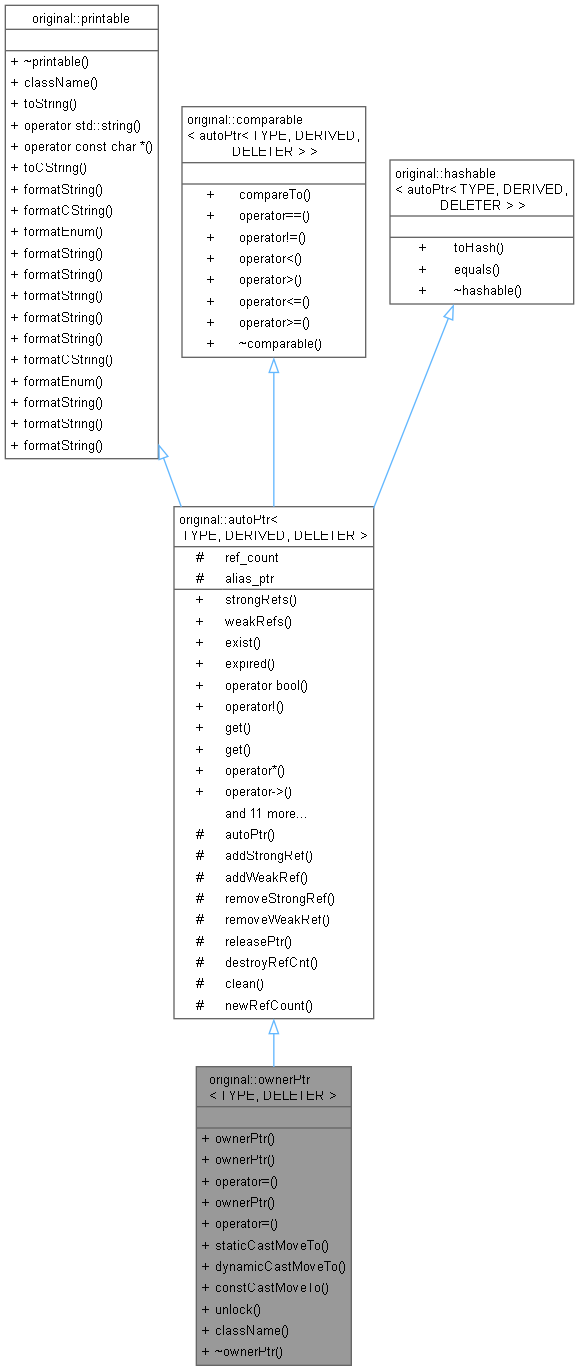 original::printable
+ ~printable()
+ className()
+ toString()
+ operator std::string()
+ operator const char *()
+ toCString()
+ formatString()
+ formatCString()
+ formatEnum()
+ formatString()
+ formatString()
+ formatString()
+ formatString()
+ formatString()
+ formatCString()
+ formatEnum()
+ formatString()
+ formatString()
+ formatString()
original::comparable
< autoPtr< TYPE, DERIVED,
DELETER > >
+ compareTo()
+ operator==()
+ operator!=()
+ operator<()
+ operator>()
+ operator<=()
+ operator>=()
+ ~comparable()
original::hashable
< autoPtr< TYPE, DERIVED,
DELETER > >
+ toHash()
+ equals()
+ ~hashable()
original::autoPtr<
TYPE, DERIVED, DELETER >
# ref_count
# alias_ptr
+ strongRefs()
+ weakRefs()
+ exist()
+ expired()
+ operator bool()
+ operator!()
+ get()
+ get()
+ operator*()
+ operator->()
and 11 more...
# autoPtr()
# addStrongRef()
# addWeakRef()
# removeStrongRef()
# removeWeakRef()
# releasePtr()
# destroyRefCnt()
# clean()
# newRefCount()
original::ownerPtr
< TYPE, DELETER >
+ ownerPtr()
+ ownerPtr()
+ operator=()
+ ownerPtr()
+ operator=()
+ staticCastMoveTo()
+ dynamicCastMoveTo()
+ constCastMoveTo()
+ unlock()
+ className()
+ ~ownerPtr()